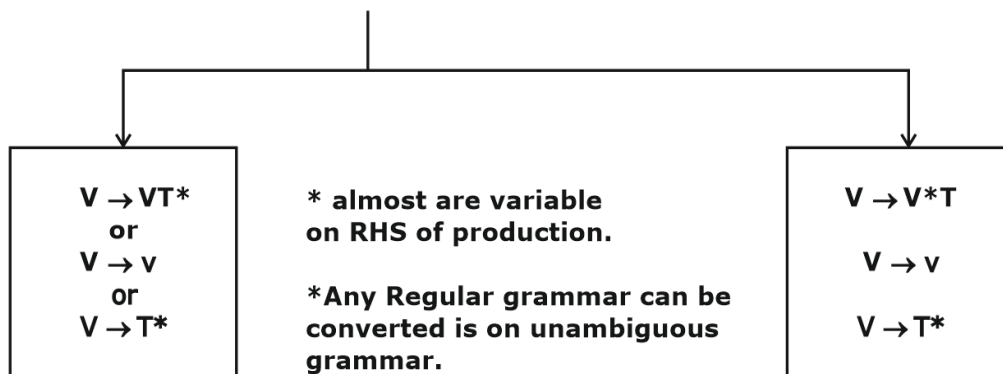 V → VT*
or
V → v
or
V → T*
* almost are variable
on RHS of production.
*Any Regular grammar can be
converted is on unambiguous
grammar.
V → V*T
V → v
V → T*